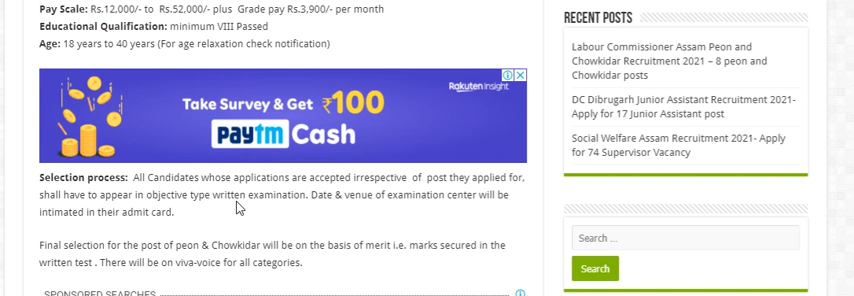 Pay Scale: Rs.12,000/- to Rs.52,000/- plus Grade pay Rs.3,900/- per month
Educational Qualification: minimum VIII Passed
Age: 18 years to 40 years (For age relaxation check notification)
Rakuten Insight
Take Survey & Get ₹100
paytm Cash
Selection process: All Candidates whose applications are accepted irrespective of post they applied for,
shall have to appear in objective type written examination. Date & venue of examination center will be
intimated in their admit card.
Final selection for the post of peon & Chowkidar will be on the basis of merit i.e. marks secured in the
written test . There will be on viva-voice for all categories.
SPONSORED SEARCHES
RECENT POSTS
Labour Commissioner Assam Peon and
Chowkidar Recruitment 2021 – 8 peon and
Chowkidar posts
DC Dibrugarh Junior Assistant Recruitment 2021-
Apply for 17 Junior Assistant post
Social Welfare Assam Recruitment 2021- Apply
for 74 Supervisor Vacancy
Search ...
Search